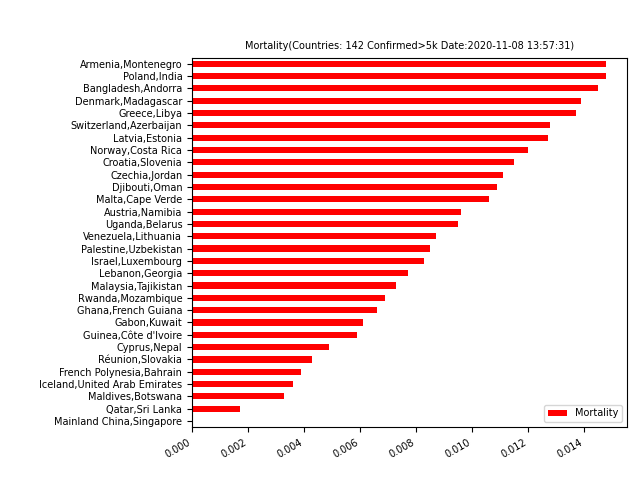 Mortality(Countries: 142 Confirmed>5k Date:2020-11-08 13:57:31)
Armenia,Montenegro
Poland,India
Bangladesh,Andorra
Denmark,Madagascar
Greece,Libya
Switzerland,Azerbaijan
Latvia,Estonia
Norway,Costa Rica
Croatia,Slovenia
Czechia,Jordan
Djibouti,Oman
Malta,Cape Verde
Austria,Namibia
Uganda,Belarus
Venezuela,Lithuania
Palestine,Uzbekistan
Israel,Luxembourg
Lebanon,Georgia
Malaysia,Tajikistan
Rwanda,Mozambique
Ghana,French Guiana
Gabon,Kuwait
Guinea,Côte d'Ivoire
Cyprus,Nepal
Réunion,Slovakia
French Polynesia,Bahrain
Iceland,United Arab Emirates
Maldives,Botswana
Qatar,Sri Lanka
Mainland China,Singapore
Mortality
0.000 0.002 0.004 0.006 0.008 0.010 0.012 0.014